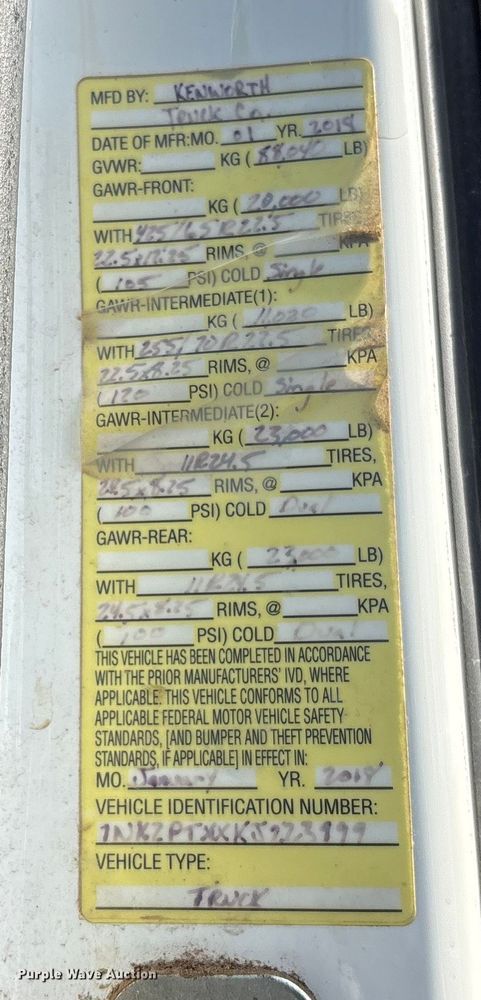 MFD BY: KENWORTH
Truck Co.
DATE OF MFR:MO. 01 YR. 2018
GVWR: KG ( 88,040 LB)
GAWR-FRONT:
KG ( 20,000 LB)
WITH 425/65R22.5 TIRES
22.5x12.25 RIMS, @ KPA
( 105 PSI) COLD Single
GAWR-INTERMEDIATE(1):
KG ( LB)
WITH 255/70R22.5 TIRES
22.5x8.25 RIMS, @ KPA
( 120 PSI) COLD Single
GAWR-INTERMEDIATE(2):
KG ( 23,000 LB)
WITH 11R24.5 TIRES,
24.5x8.25 RIMS, @ KPA
( 100 PSI) COLD Dual
GAWR-REAR:
KG ( 23,000 LB)
WITH 11R24.5 TIRES,
24.5x8.25 RIMS, @ KPA
( 100 PSI) COLD Dual
THIS VEHICLE HAS BEEN COMPLETED IN ACCORDANCE
WITH THE PRIOR MANUFACTURERS' IVD, WHERE
APPLICABLE. THIS VEHICLE CONFORMS TO ALL
APPLICABLE FEDERAL MOTOR VEHICLE SAFETY
STANDARDS, [AND BUMPER AND THEFT PREVENTION
STANDARDS, IF APPLICABLE] IN EFFECT IN:
MO. January YR. 2018
VEHICLE IDENTIFICATION NUMBER:
VEHICLE TYPE:
TRUCK
Purple Wave Auction